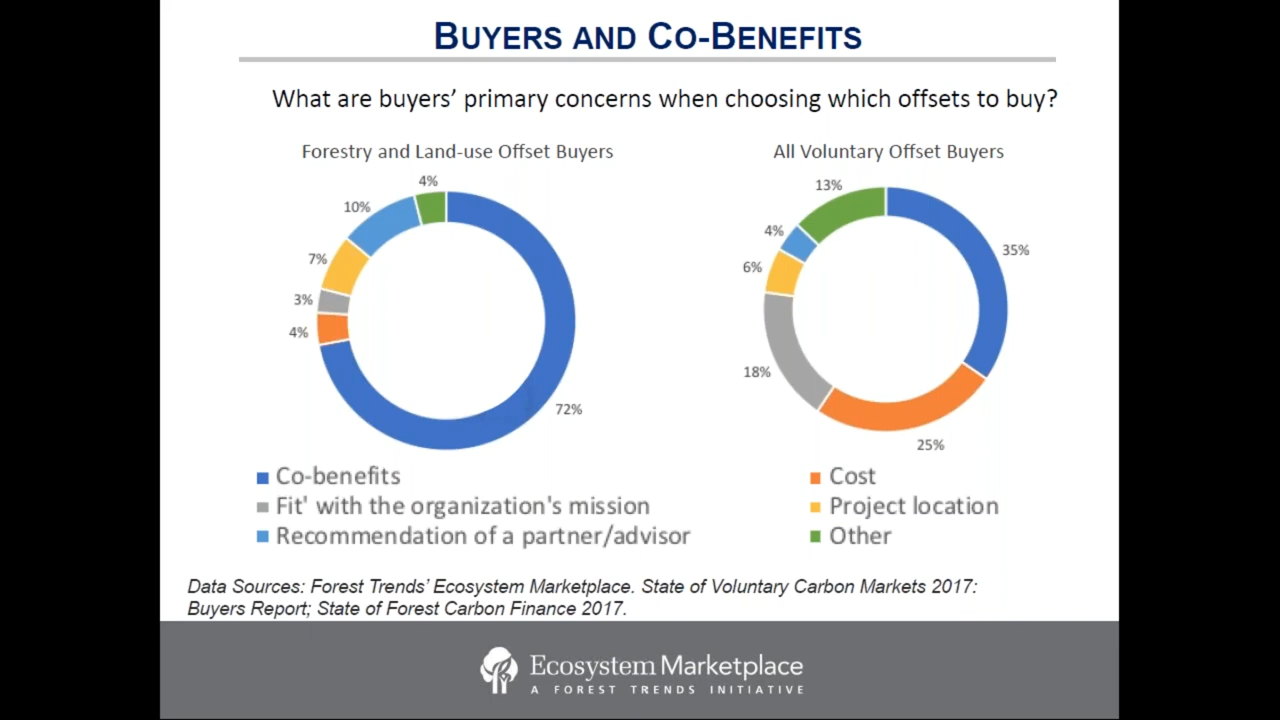 BUYERS AND CO-BENEFITS
What are buyers' primary concerns when choosing which offsets to buy?
Forestry and Land-use Offset Buyers
4%
10%
7%
3%
4%
72%
All Voluntary Offset Buyers
13%
4%
6%
18%
35%
25%
Co-benefits
Cost
Fit' with the organization's mission
Project location
Recommendation of a partner/advisor
Other
Data Sources: Forest Trends' Ecosystem Marketplace. State of Voluntary Carbon Markets 2017:
Buyers Report; State of Forest Carbon Finance 2017.
Ecosystem Marketplace
A FOREST TRENDS INITIATIVE